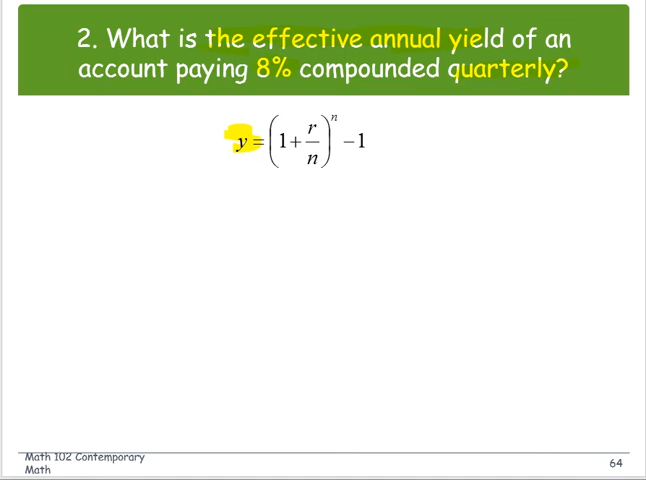 2. What is the effective annual yield of an
account paying 8% compounded quarterly?
y = (1 + r/n)^n − 1
Math 102 Contemporary
Math
64